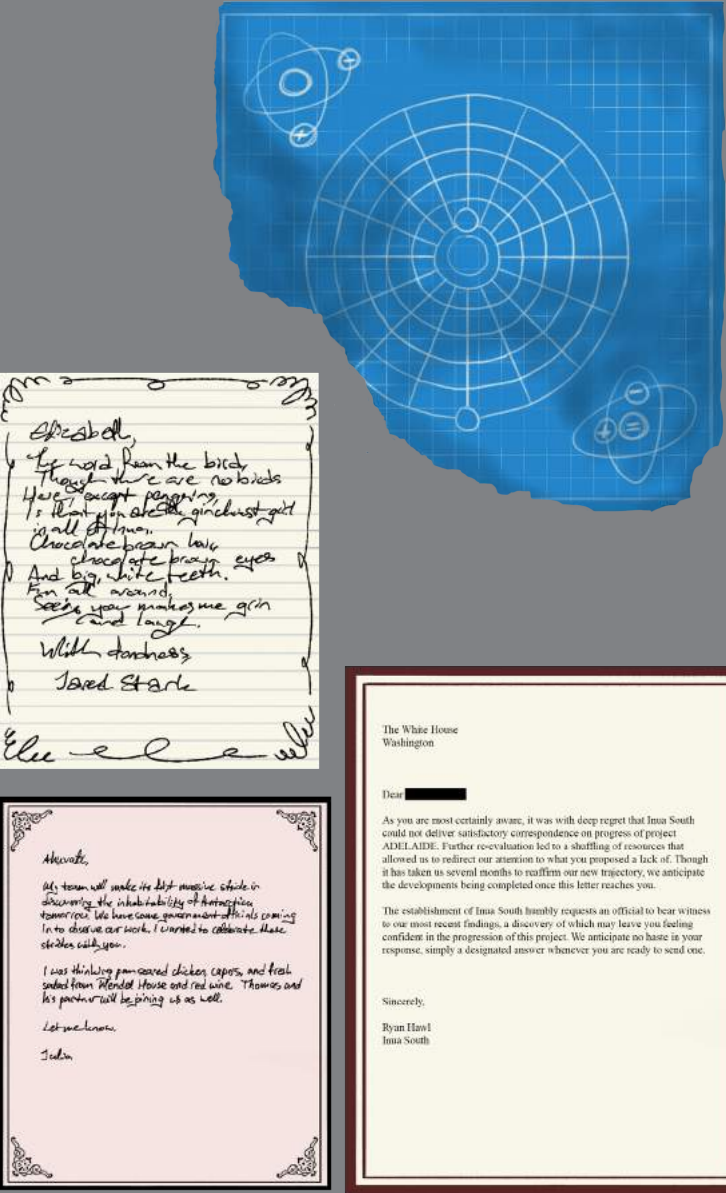 Elizabeth,
The word from the bird,
Though there are no birds
Here, except penguins,
Is that you are the girl
in all of Inua.
Chocolate brown hair,
chocolate brown eyes
And big, white teeth.
I'm all around,
Seeing you makes me grin
and laugh.
With fondness,
Jared Stark
My team will make its first massive stride in
discovering the inhabitability of Antarctica
tomorrow. We have some government officials coming
in to observe our work. I wanted to celebrate these
strides with you.
I was thinking pan seared chicken, capers, and fresh
salad from Mendel House and red wine. Thomas and
his partner will be joining us as well.
Let me know.
Julia
The White House
Washington
Dear
As you are most certainly aware, it was with deep regret that Inua South
could not deliver satisfactory correspondence on progress of project
ADELAIDE. Further re-evaluation led to a shuffling of resources that
allowed us to redirect our attention to what you proposed a lack of. Though
it has taken us several months to reaffirm our new trajectory, we anticipate
the developments being completed once this letter reaches you.
The establishment of Inua South humbly requests an official to bear witness
to our most recent findings, a discovery of which may leave you feeling
confident in the progression of this project. We anticipate no haste in your
response, simply a designated answer whenever you are ready to send one.
Sincerely,
Ryan Hawl
Inua South